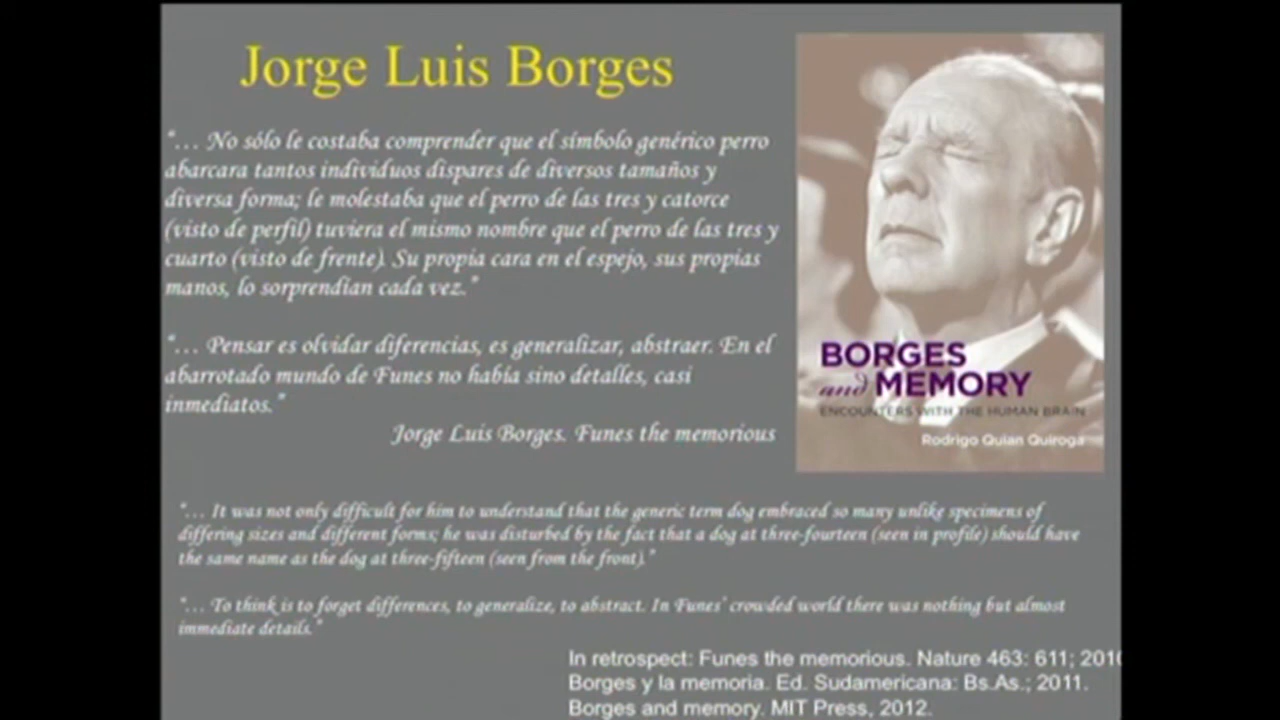 Jorge Luis Borges
"… No sólo le costaba comprender que el símbolo genérico perro
abarcara tantos individuos dispares de diversos tamaños y
diversa forma; le molestaba que el perro de las tres y catorce
(visto de perfil) tuviera el mismo nombre que el perro de las tres y
cuarto (visto de frente). Su propia cara en el espejo, sus propias
manos, lo sorprendían cada vez."
"… Pensar es olvidar diferencias, es generalizar, abstraer. En el
abarrotado mundo de Funes no había sino detalles, casi
inmediatos."
Jorge Luis Borges. Funes the memorious
BORGES
and MEMORY
ENCOUNTERS WITH THE HUMAN BRAIN
Rodrigo Quian Quiroga
"… It was not only difficult for him to understand that the generic term dog embraced so many unlike specimens of
differing sizes and different forms; he was disturbed by the fact that a dog at three-fourteen (seen in profile) should have
the same name as the dog at three-fifteen (seen from the front)."
"… To think is to forget differences, to generalize, to abstract. In Funes' crowded world there was nothing but almost
immediate details."
In retrospect: Funes the memorious. Nature 463: 611; 2010
Borges y la memoria. Ed. Sudamericana: Bs.As.; 2011.
Borges and memory. MIT Press, 2012.